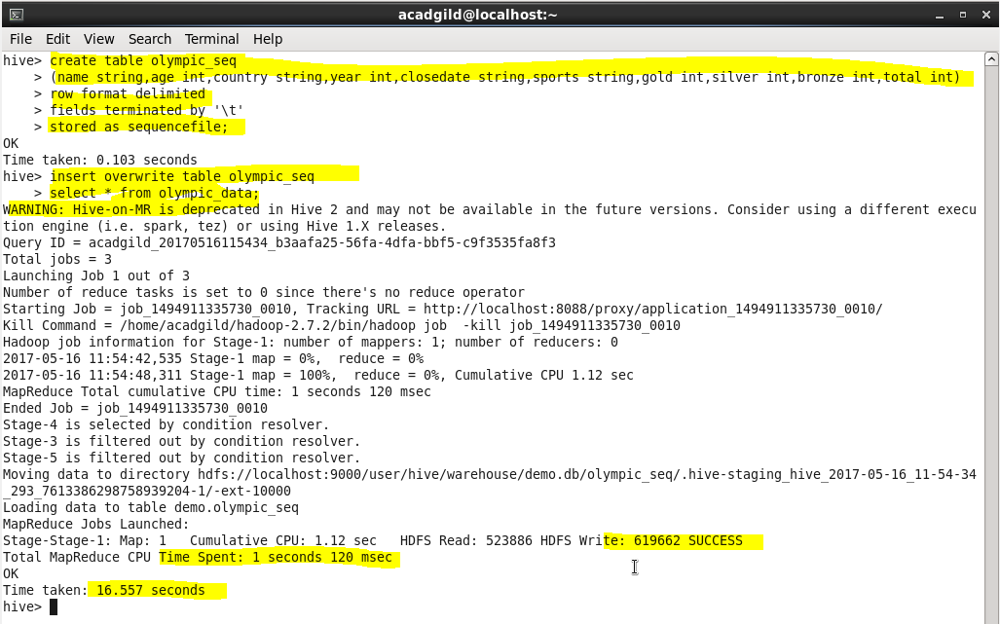 acadgild@localhost:~
File Edit View Search Terminal Help
hive> create table olympic_seq
    > (name string,age int,country string,year int,closedate string,sports string,gold int,silver int,bronze int,total int)
    > row format delimited
    > fields terminated by '\t'
    > stored as sequencefile;
OK
Time taken: 0.103 seconds
hive> insert overwrite table olympic_seq
    > select * from olympic_data;
WARNING: Hive-on-MR is deprecated in Hive 2 and may not be available in the future versions. Consider using a different execu
tion engine (i.e. spark, tez) or using Hive 1.X releases.
Query ID = acadgild_20170516115434_b3aafa25-56fa-4dfa-bbf5-c9f3535fa8f3
Total jobs = 3
Launching Job 1 out of 3
Number of reduce tasks is set to 0 since there's no reduce operator
Starting Job = job_1494911335730_0010, Tracking URL = http://localhost:8088/proxy/application_1494911335730_0010/
Kill Command = /home/acadgild/hadoop-2.7.2/bin/hadoop job  -kill job_1494911335730_0010
Hadoop job information for Stage-1: number of mappers: 1; number of reducers: 0
2017-05-16 11:54:42,535 Stage-1 map = 0%,  reduce = 0%
2017-05-16 11:54:48,311 Stage-1 map = 100%,  reduce = 0%, Cumulative CPU 1.12 sec
MapReduce Total cumulative CPU time: 1 seconds 120 msec
Ended Job = job_1494911335730_0010
Stage-4 is selected by condition resolver.
Stage-3 is filtered out by condition resolver.
Stage-5 is filtered out by condition resolver.
Moving data to directory hdfs://localhost:9000/user/hive/warehouse/demo.db/olympic_seq/.hive-staging_hive_2017-05-16_11-54-34
_293_7613386298758939204-1/-ext-10000
Loading data to table demo.olympic_seq
MapReduce Jobs Launched:
Stage-Stage-1: Map: 1   Cumulative CPU: 1.12 sec   HDFS Read: 523886 HDFS Write: 619662 SUCCESS
Total MapReduce CPU Time Spent: 1 seconds 120 msec
OK
Time taken: 16.557 seconds
hive>